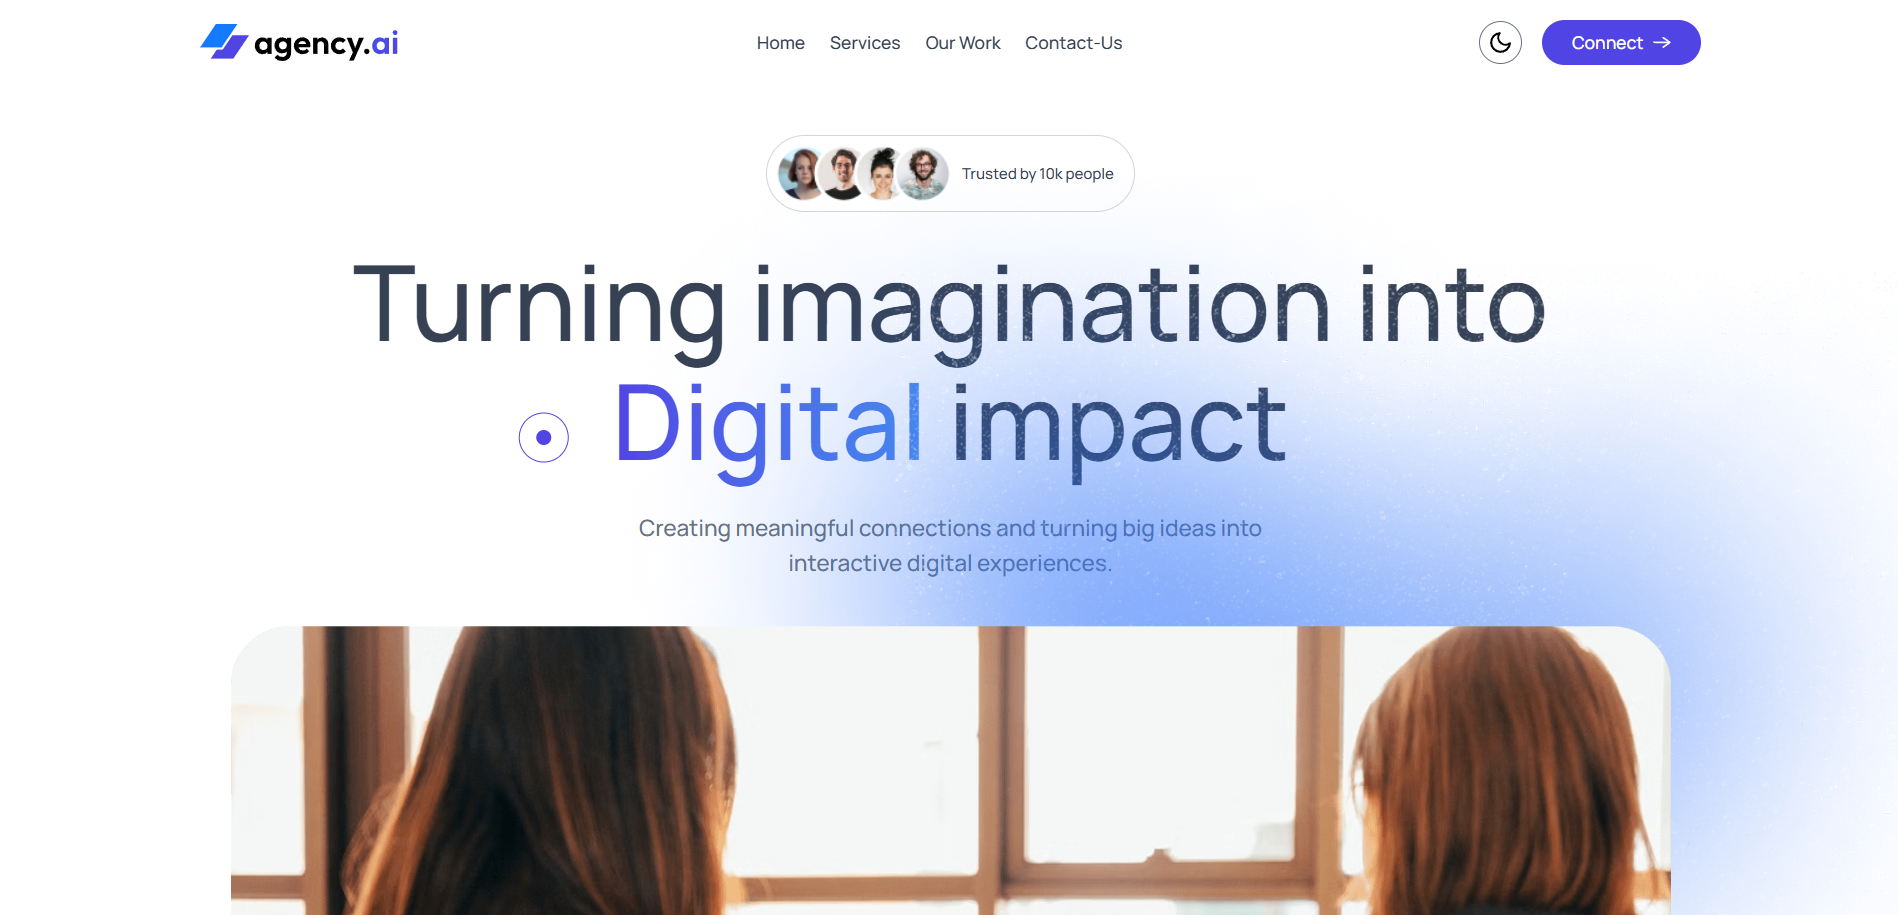 agency.ai
Home
Services
Our Work
Contact-Us
Connect
Trusted by 10k people
Turning imagination into
Digital impact
Creating meaningful connections and turning big ideas into
interactive digital experiences.